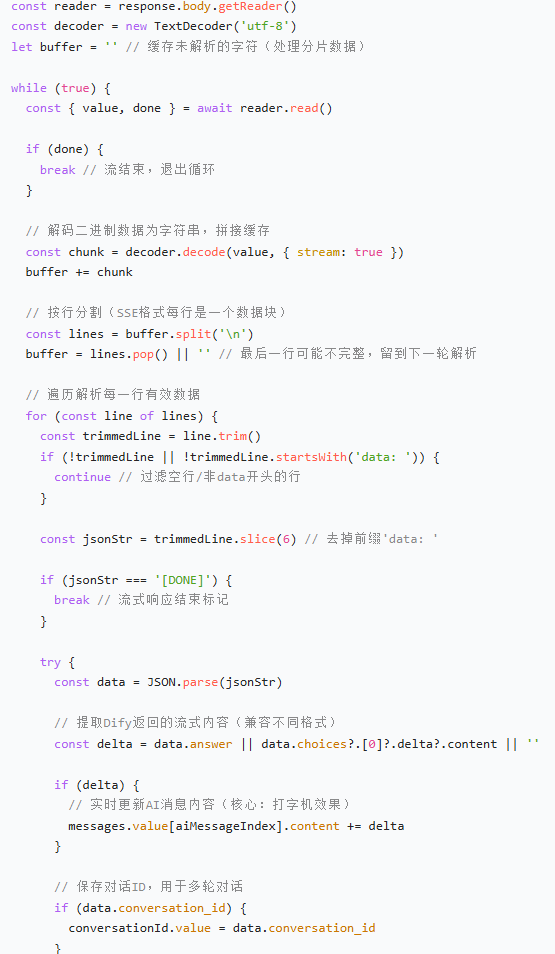 const reader = response.body.getReader()
const decoder = new TextDecoder('utf-8')
let buffer = '' // 缓存未解析的字符（处理分片数据）
while (true) {
const { value, done } = await reader.read()
if (done) {
break // 流结束，退出循环
}
// 解码二进制数据为字符串，拼接缓存
const chunk = decoder.decode(value, { stream: true })
buffer += chunk
// 按行分割（SSE格式每行是一个数据块）
const lines = buffer.split('\n')
buffer = lines.pop() || '' // 最后一行可能不完整，留到下一轮解析
// 遍历解析每一行有效数据
for (const line of lines) {
const trimmedLine = line.trim()
if (!trimmedLine || !trimmedLine.startsWith('data: ')) {
continue // 过滤空行/非data开头的行
}
const jsonStr = trimmedLine.slice(6) // 去掉前缀'data: '
if (jsonStr === '[DONE]') {
break // 流式响应结束标记
}
try {
const data = JSON.parse(jsonStr)
// 提取Dify返回的流式内容（兼容不同格式）
const delta = data.answer || data.choices?.[0]?.delta?.content || ''
if (delta) {
// 实时更新AI消息内容（核心：打字机效果）
messages.value[aiMessageIndex].content += delta
}
// 保存对话ID，用于多轮对话
if (data.conversation_id) {
conversationId.value = data.conversation_id
}